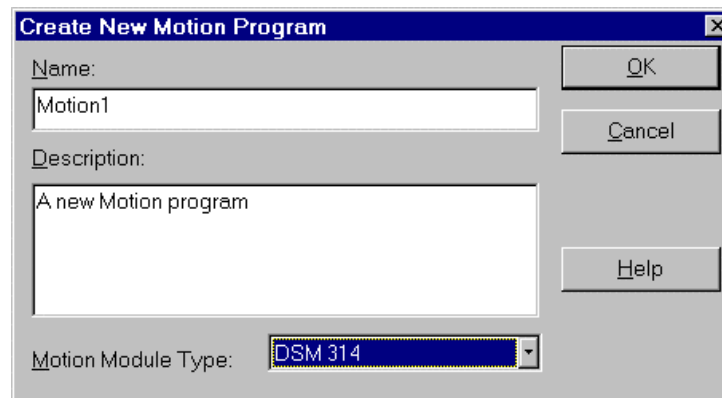 Create New Motion Program
Name:
Motion1
Description:
A new Motion program
Motion Module Type:
DSM 314
OK
Cancel
Help